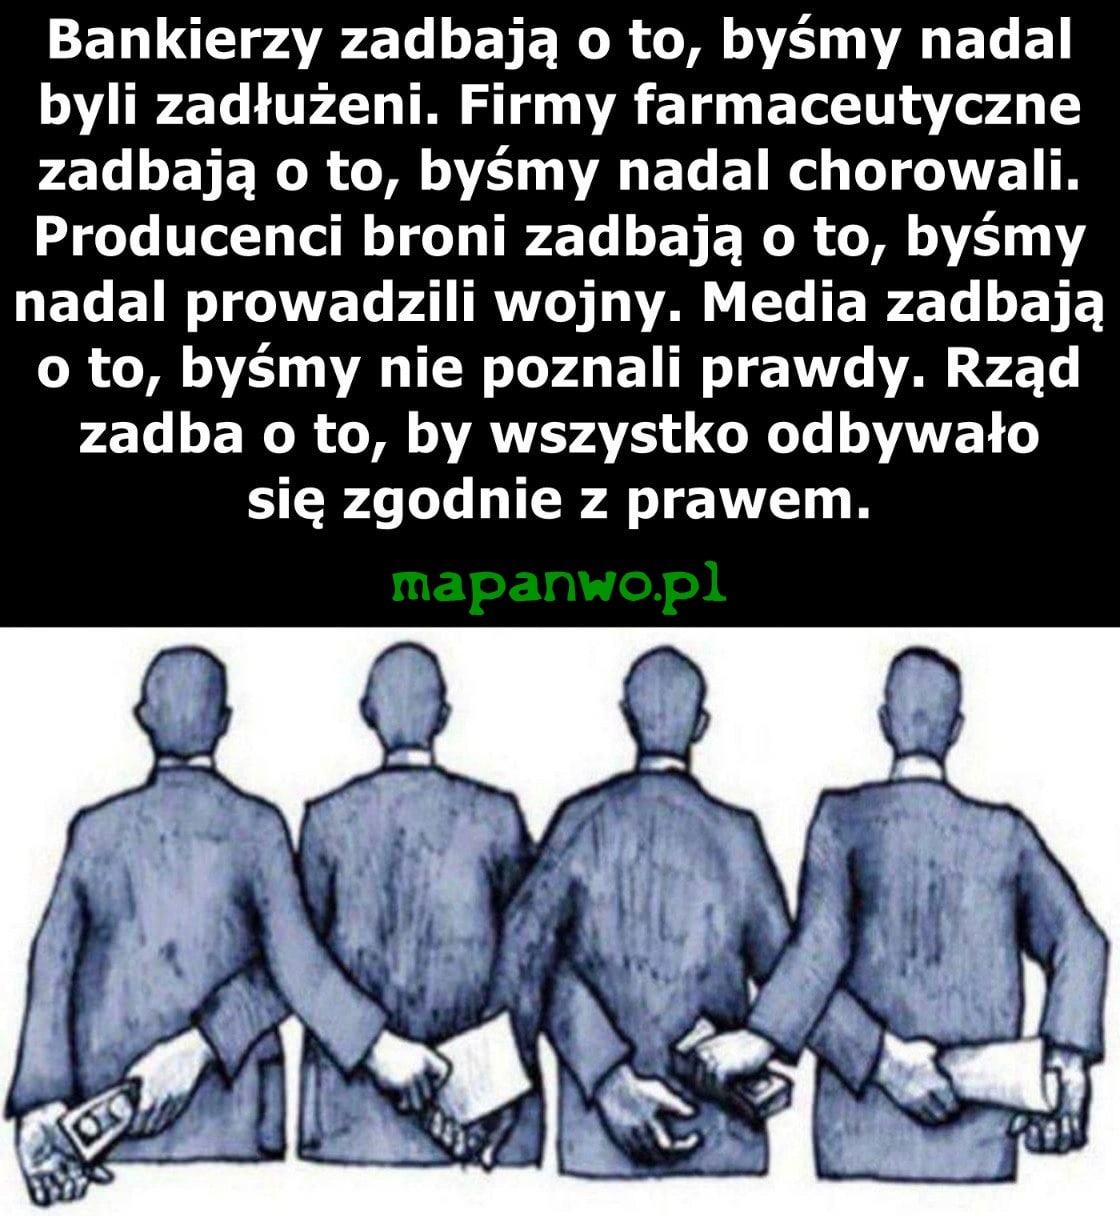 Bankierzy zadbają o to, byśmy nadal
byli zadłużeni. Firmy farmaceutyczne
zadbają o to, byśmy nadal chorowali.
Producenci broni zadbają o to, byśmy
nadal prowadzili wojny. Media zadbają
o to, byśmy nie poznali prawdy. Rząd
zadba o to, by wszystko odbywało
się zgodnie z prawem.
mapanwo.pl